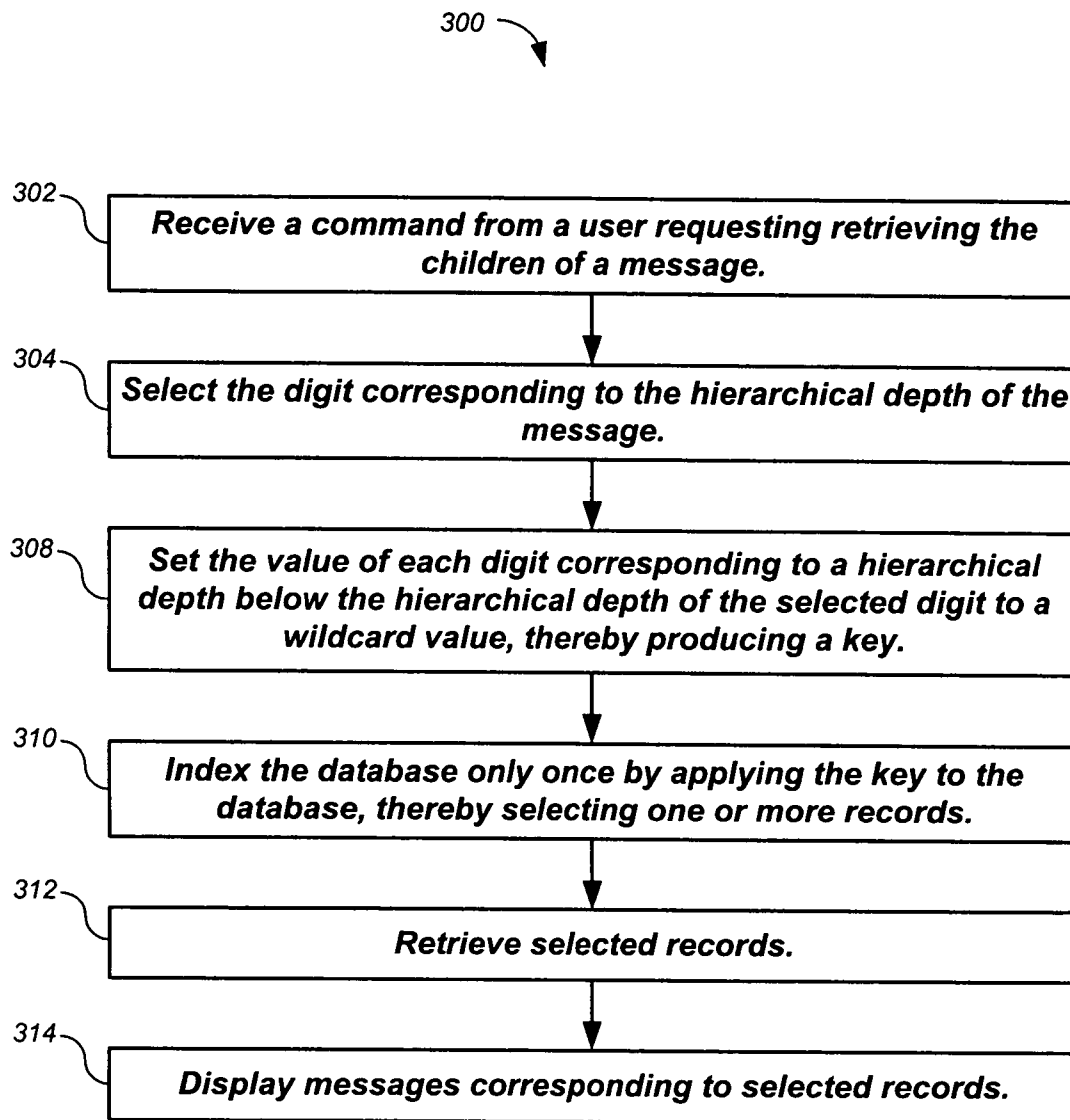 300
302
Receive a command from a user requesting retrieving the
children of a message.
304
Select the digit corresponding to the hierarchical depth of the
message.
308
Set the value of each digit corresponding to a hierarchical
depth below the hierarchical depth of the selected digit to a
wildcard value, thereby producing a key.
310
Index the database only once by applying the key to the
database, thereby selecting one or more records.
312
Retrieve selected records.
314
Display messages corresponding to selected records.